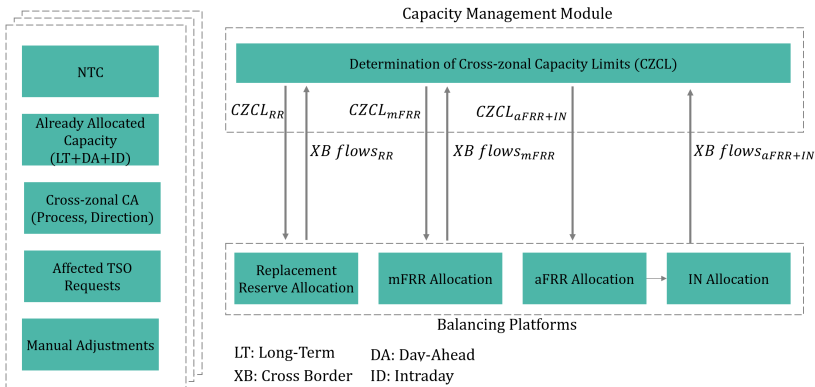 Capacity Management Module
NTC
Already Allocated
Capacity
(LT+DA+ID)
Cross-zonal CA
(Process, Direction)
Affected TSO
Requests
Manual Adjustments
Determination of Cross-zonal Capacity Limits (CZCL)
CZCL_RR
XB flows_RR
CZCL_mFRR
XB flows_mFRR
CZCL_aFRR+IN
XB flows_aFRR+IN
Replacement
Reserve Allocation
mFRR Allocation
aFRR Allocation
IN Allocation
Balancing Platforms
LT: Long-Term
DA: Day-Ahead
XB: Cross Border
ID: Intraday